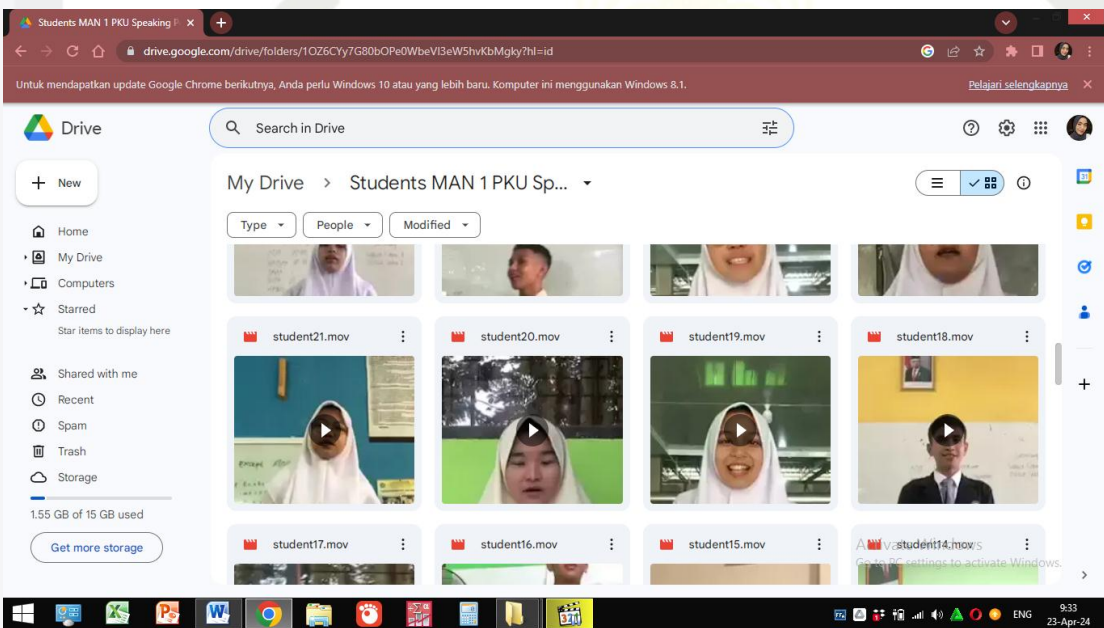 Students MAN 1 PKU Speaking P
drive.google.com/drive/folders/1OZ6CYy7G80bOPe0WbeVI3eW5hvKbMgky?hl=id
Untuk mendapatkan update Google Chrome berikutnya, Anda perlu Windows 10 atau yang lebih baru. Komputer ini menggunakan Windows 8.1.
Pelajari selengkapnya
Drive
Search in Drive
New
My Drive > Students MAN 1 PKU Sp...
Type
People
Modified
Home
My Drive
Computers
Starred
Star items to display here
Shared with me
Recent
Spam
Trash
Storage
1.55 GB of 15 GB used
Get more storage
student21.mov
student20.mov
student19.mov
student18.mov
student17.mov
student16.mov
student15.mov
student14.mov
Activate Windows
Go to PC settings to activate Windows.
ENG
9:33
23-Apr-24